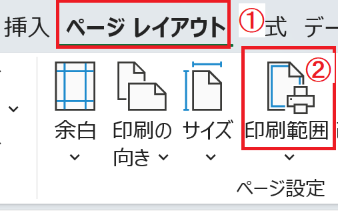 挿入 ページ レイアウト ① 式 デー
②
余白 印刷の向き サイズ 印刷範囲
ページ設定